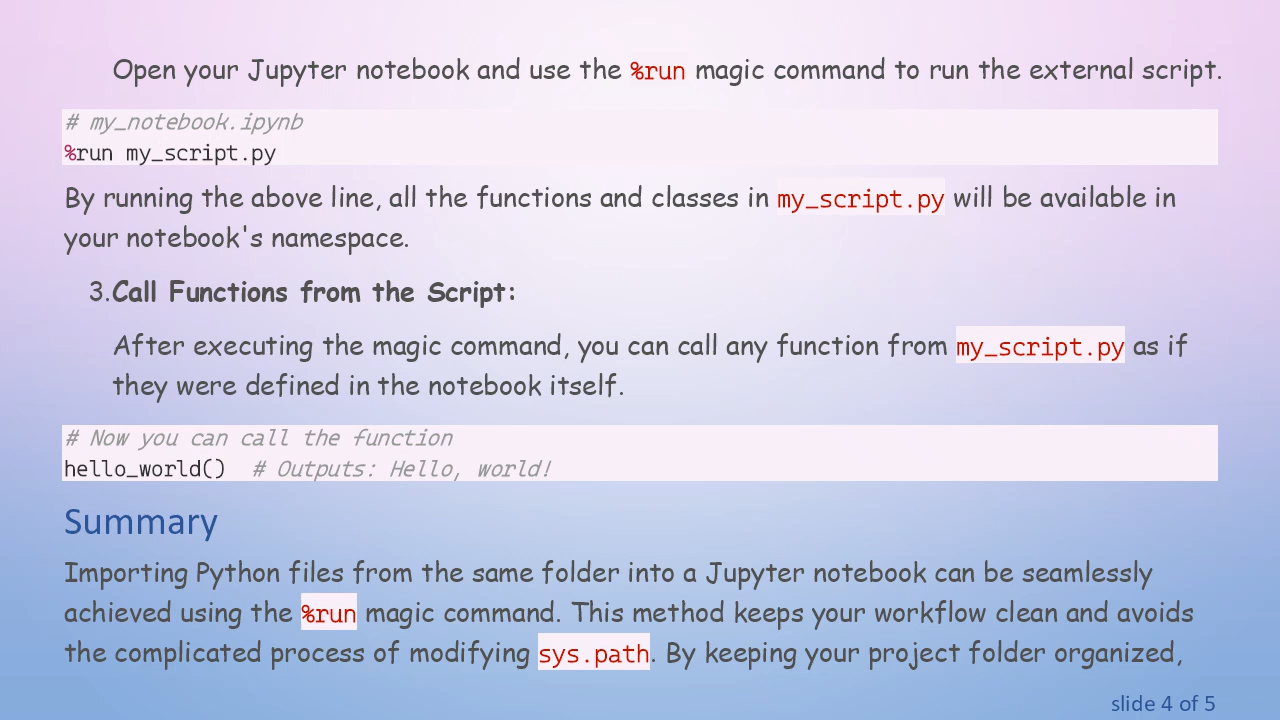 Open your Jupyter notebook and use the %run magic command to run the external script.
# my_notebook.ipynb
%run my_script.py
By running the above line, all the functions and classes in my_script.py will be available in
your notebook's namespace.
3.Call Functions from the Script:
After executing the magic command, you can call any function from my_script.py as if
they were defined in the notebook itself.
# Now you can call the function
hello_world()  # Outputs: Hello, world!
Summary
Importing Python files from the same folder into a Jupyter notebook can be seamlessly
achieved using the %run magic command. This method keeps your workflow clean and avoids
the complicated process of modifying sys.path. By keeping your project folder organized,
slide 4 of 5